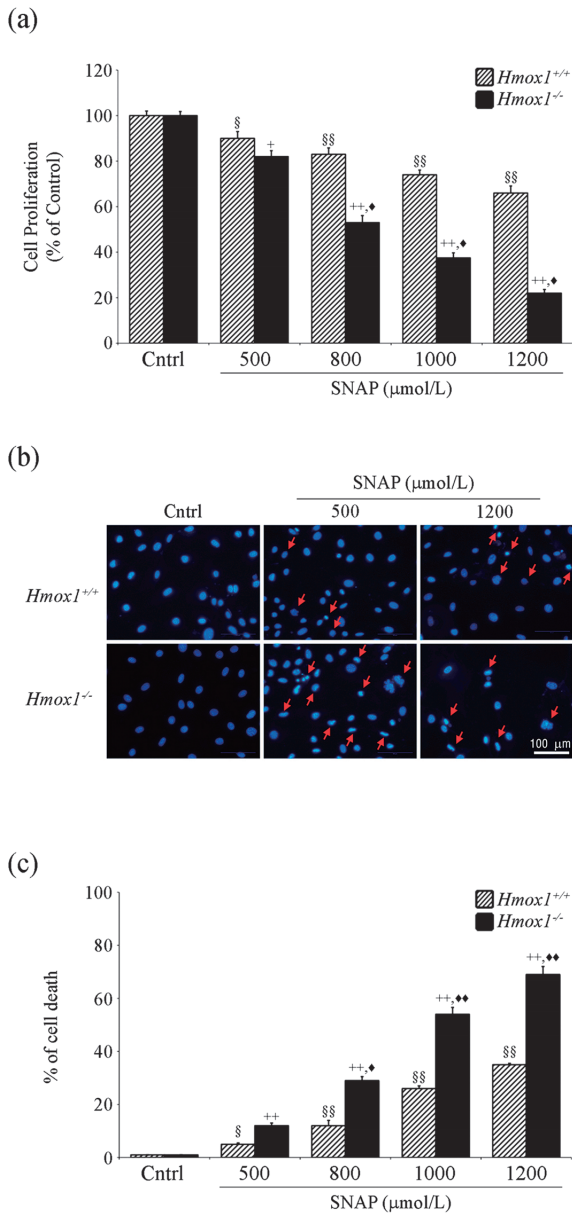 (a)
120
100
80
60
40
20
0
Cell Proliferation
(% of Control)
Hmox1+/+
Hmox1-/-
§ + §§ ++,♦ §§ ++,♦ §§ ++,♦
Cntrl 500 800 1000 1200
SNAP (μmol/L)
(b)
SNAP (μmol/L)
Cntrl 500 1200
Hmox1+/+
Hmox1-/-
100 μm
(c)
100
80
60
40
20
0
% of cell death
Hmox1+/+
Hmox1-/-
§ ++ §§ ++,♦ §§ ++,♦♦ §§ ++,♦♦
Cntrl 500 800 1000 1200
SNAP (μmol/L)